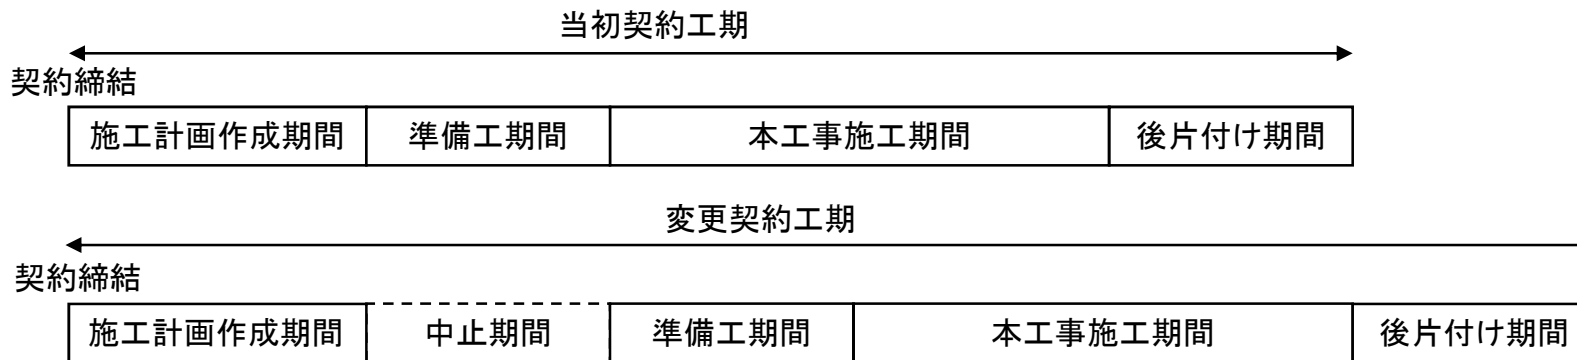 当初契約工期
契約締結
施工計画作成期間 準備工期間 本工事施工期間 後片付け期間
変更契約工期
契約締結
施工計画作成期間 中止期間 準備工期間 本工事施工期間 後片付け期間